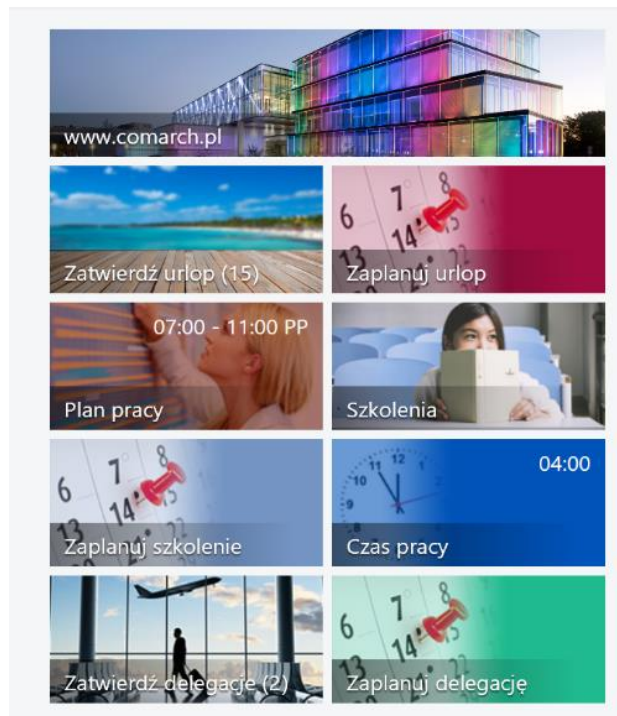 www.comarch.pl
Zatwierdź urlop (15)
Zaplanuj urlop
07:00 - 11:00 PP
Plan pracy
Szkolenia
Zaplanuj szkolenie
04:00
Czas pracy
Zatwierdź delegacje (2)
Zaplanuj delegację